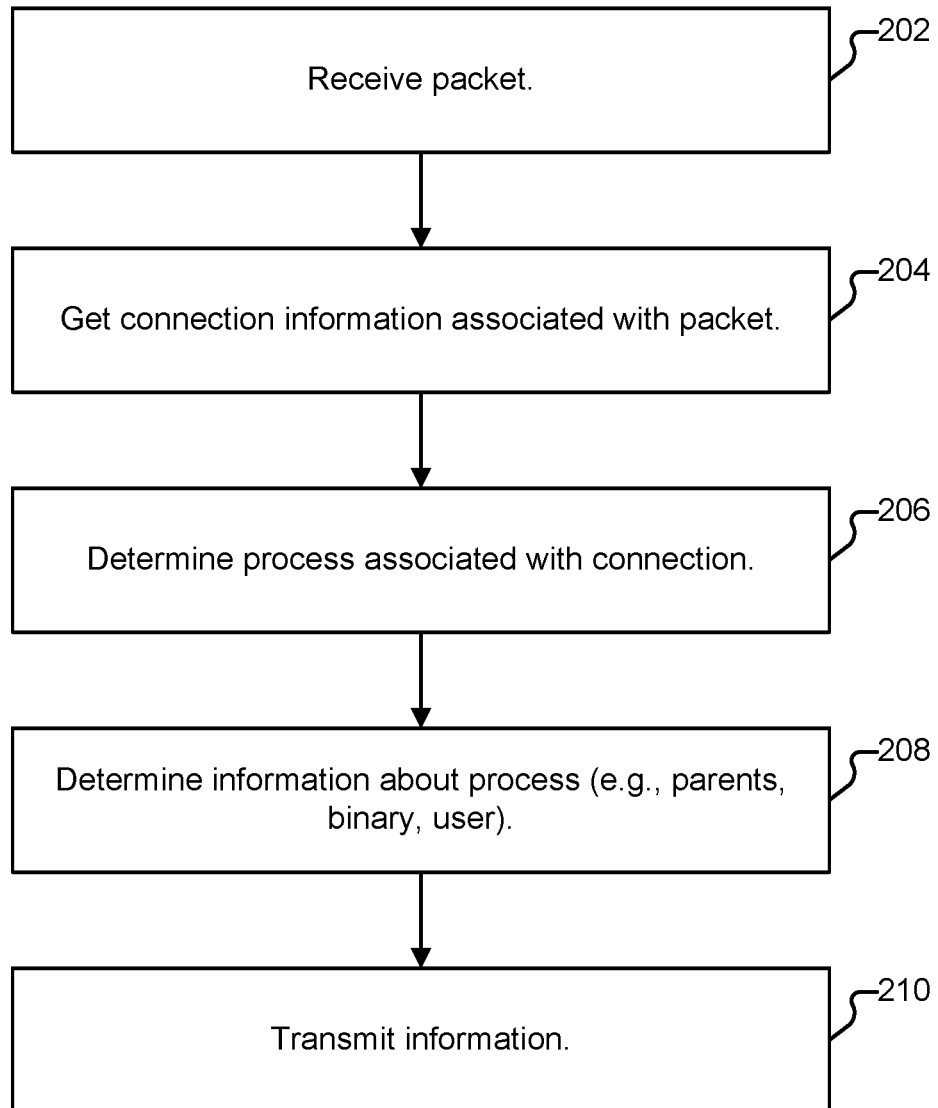 202
Receive packet.
204
Get connection information associated with packet.
206
Determine process associated with connection.
208
Determine information about process (e.g., parents,
binary, user).
210
Transmit information.